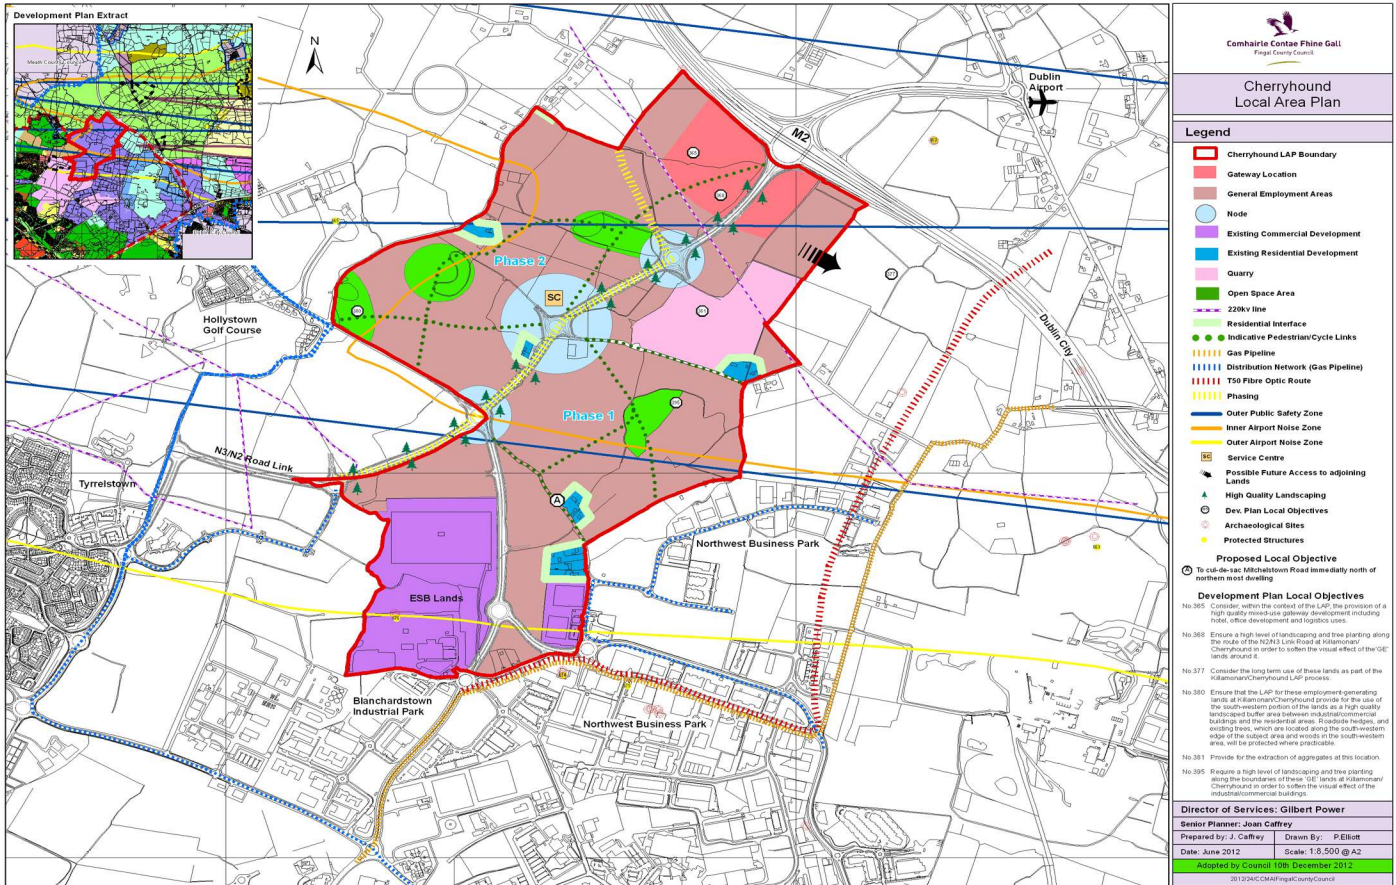 Development Plan Extract
N
Dublin
Airport
M2
Phase 2
SC
Hollystown
Golf Course
Dublin City
Phase 1
N3/N2 Road Link
Tyrrelstown
A
Northwest Business Park
ESB Lands
Blanchardstown
Industrial Park
Northwest Business Park
365
368
377
380
381
395
Comhairle Contae Fhine Gall
Fingal County Council
Cherryhound
Local Area Plan
Legend
Cherryhound LAP Boundary
Gateway Location
General Employment Areas
Node
Existing Commercial Development
Existing Residential Development
Quarry
Open Space Area
220kv line
Residential Interface
Indicative Pedestrian/Cycle Links
Gas Pipeline
Distribution Network (Gas Pipeline)
T50 Fibre Optic Route
Phasing
Outer Public Safety Zone
Inner Airport Noise Zone
Outer Airport Noise Zone
SC Service Centre
Possible Future Access to adjoining
Lands
High Quality Landscaping
Dev. Plan Local Objectives
Archaeological Sites
Protected Structures
Proposed Local Objective
A To cul-de-sac Mitchelstown Road immediatly north of
northern most dwelling
Development Plan Local Objectives
No.365 Consider, within the context of the LAP, the provision of a
high quality mixed-use gateway development including
hotel, office development and logistics uses.
No.368 Ensure a high level of landscaping and tree planting along
the route of the N2/N3 Link Road at Killamonan/
Cherryhound in order to soften the visual effect of the 'GE'
lands around it.
No.377 Consider the long term use of these lands as part of the
Killamonan/Cherryhound LAP process.
No.380 Ensure that the LAP for these employment-generating
lands at Killamonan/Cherryhound provide for the use of
the south-western portion of the lands as a high quality
landscaped buffer area between industrial/commercial
buildings and the residential areas. Roadside hedges, and
existing trees, which are located along the south-western
edge of the subject area and woods in the south-western
area, will be protected where practicable.
No.381 Provide for the extraction of aggregates at this location.
No.395 Require a high level of landscaping and tree planting
along the boundaries of these 'GE' lands at Killamonan/
Cherryhound in order to soften the visual effect of the
industrial/commercial buildings.
Director of Services: Gilbert Power
Senior Planner: Joan Caffrey
Prepared by: J. Caffrey
Drawn By: P.Elliott
Date: June 2012
Scale: 1:8,500 @ A2
Adopted by Council 10th December 2012